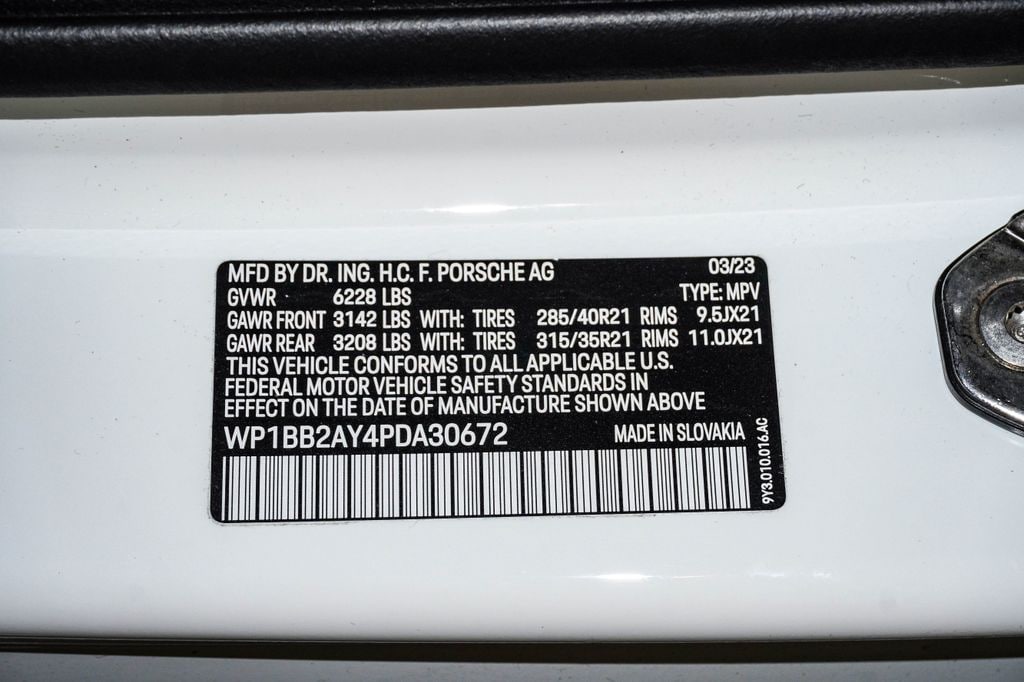 MFD BY DR. ING. H.C. F. PORSCHE AG 03/23
GVWR 6228 LBS TYPE: MPV
GAWR FRONT 3142 LBS WITH: TIRES 285/40R21 RIMS 9.5JX21
GAWR REAR 3208 LBS WITH: TIRES 315/35R21 RIMS 11.0JX21
THIS VEHICLE CONFORMS TO ALL APPLICABLE U.S.
FEDERAL MOTOR VEHICLE SAFETY STANDARDS IN
EFFECT ON THE DATE OF MANUFACTURE SHOWN ABOVE
WP1BB2AY4PDA30672 MADE IN SLOVAKIA
9Y3.010.016.AC